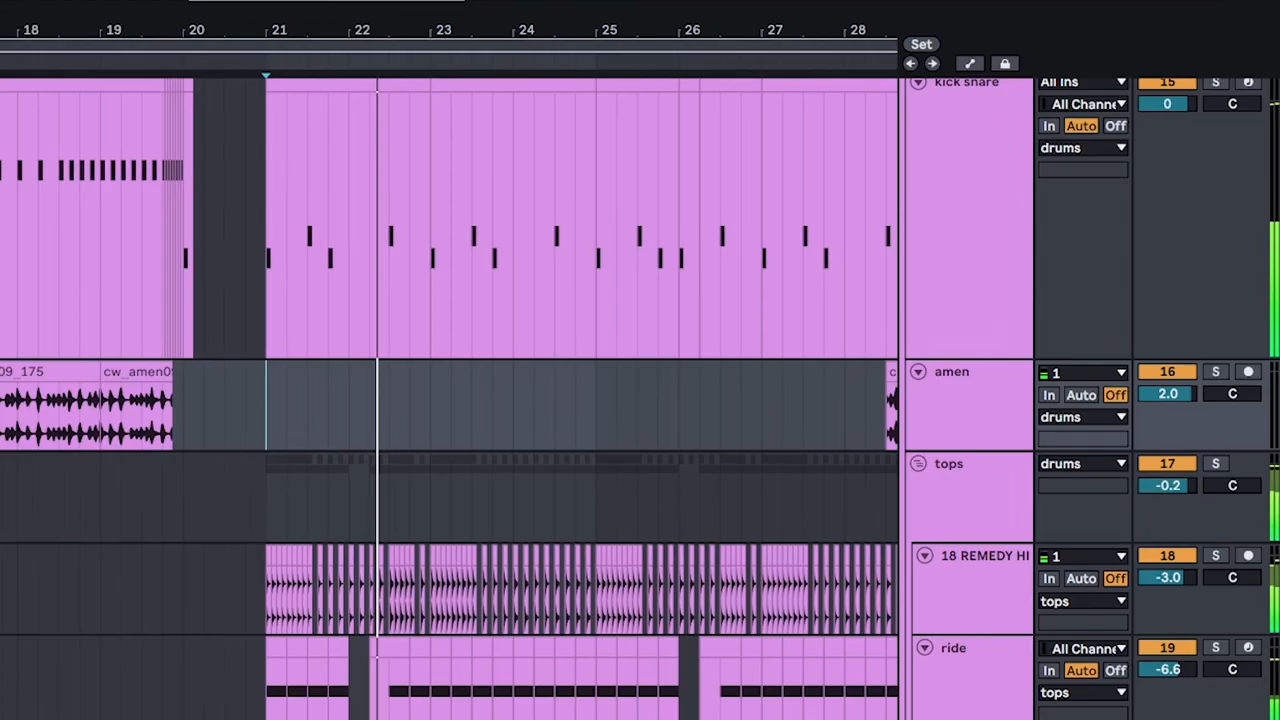 18 19 20 21 22 23 24 25 26 27 28
Set
kick snare All Ins 15 S
All Channe 0 C
In Auto Off
drums
09_175 cw_amen09 amen 1 16 S
In Auto Off 2.0 C
drums
tops drums 17 S
-0.2 C
18 REMEDY HI 1 18 S
In Auto Off -3.0 C
tops
ride All Channe 19 S
In Auto Off -6.6 C
tops